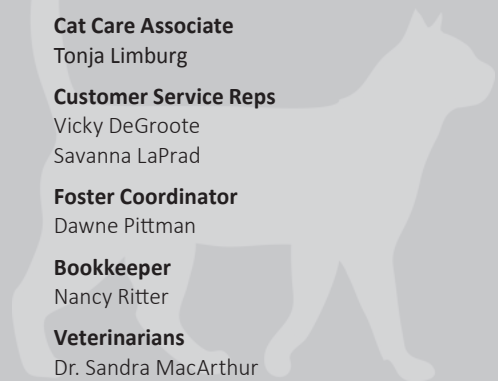 Cat Care Associate
Tonja Limburg
Customer Service Reps
Vicky DeGroote
Savanna LaPrad
Foster Coordinator
Dawne Pittman
Bookkeeper
Nancy Ritter
Veterinarians
Dr. Sandra MacArthur